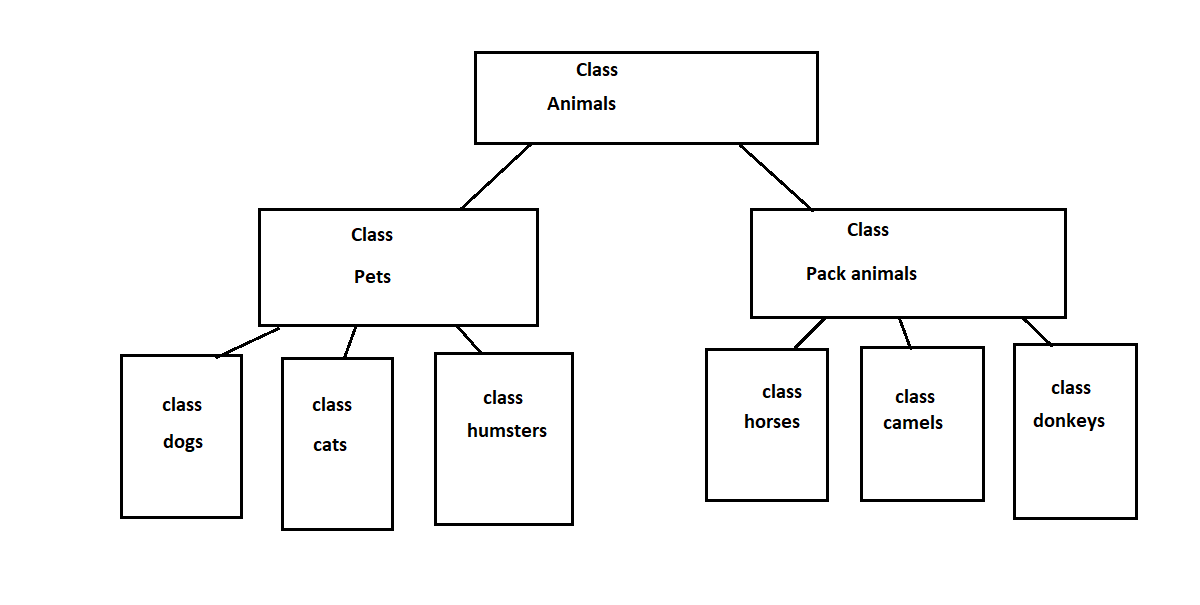 Class
Animals
Class
Pets
Class
Pack animals
class
dogs
class
cats
class
humsters
class
horses
class
camels
class
donkeys